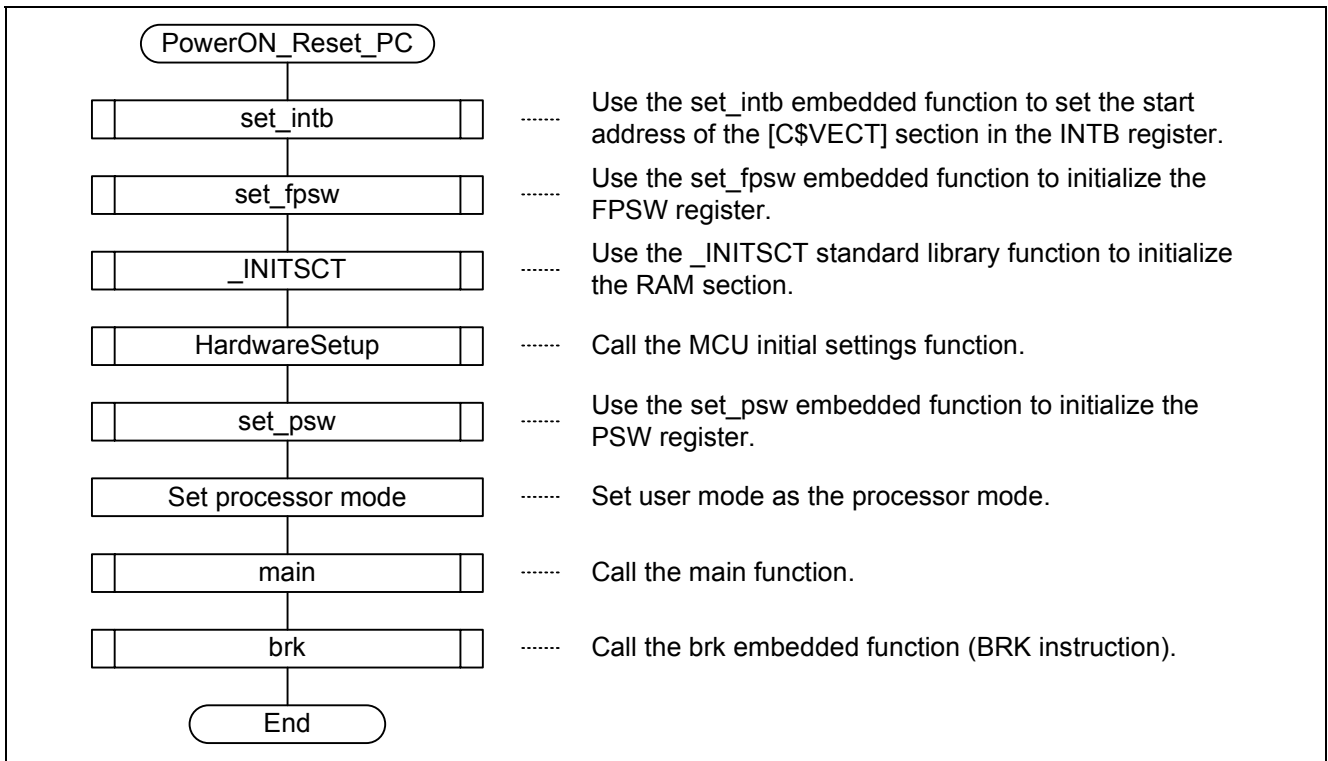 PowerON_Reset_PC
set_intb
Use the set_intb embedded function to set the start
address of the [C$VECT] section in the INTB register.
set_fpsw
Use the set_fpsw embedded function to initialize the
FPSW register.
_INITSCT
Use the _INITSCT standard library function to initialize
the RAM section.
HardwareSetup
Call the MCU initial settings function.
set_psw
Use the set_psw embedded function to initialize the
PSW register.
Set processor mode
Set user mode as the processor mode.
main
Call the main function.
brk
Call the brk embedded function (BRK instruction).
End